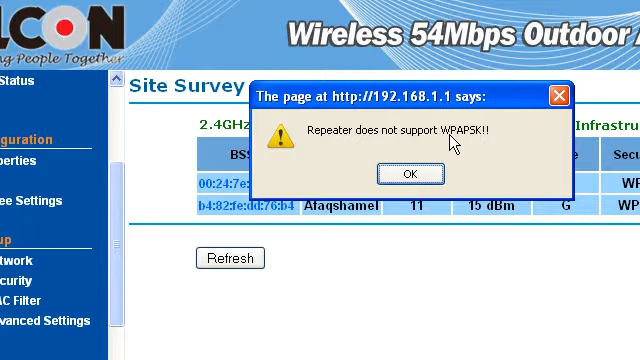 LCON
ng People Together
Wireless 54Mbps Outdoor A
Status
Site Survey
The page at http://192.168.1.1 says:
Repeater does not support WPAPSK!!
OK
guration
perties
ee Settings
up
twork
curity
AC Filter
vanced Settings
2.4GHz
Infrastru
BSS
Secu
00:24:7e:
WP
b4:82:fe:dd:76:b4 Afaqshamel 11 15 dBm G WP
Refresh